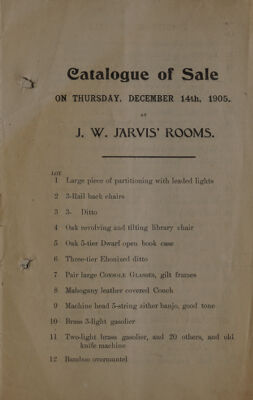 Catalogue of Sale
ON THURSDAY, DECEMBER 14th, 1905.
AT
J. W. JARVIS' ROOMS.
LOT
1 Large piece of partitioning with leaded lights
2 3-Rail back chairs
3 3- Ditto
4 Oak revolving and tilting library chair
5 Oak 5-tier Dwarf open book case
6 Three-tier Ebonized ditto
7 Pair large CONSOLE GLASSES, gilt frames
8 Mahogany leather covered Couch
9 Machine head 5-string zither banjo, good tone
10 Brass 3-light gasolier
11 Two-light brass gasolier, and 20 others, and old
knife machine
12 Bamboo overmantel